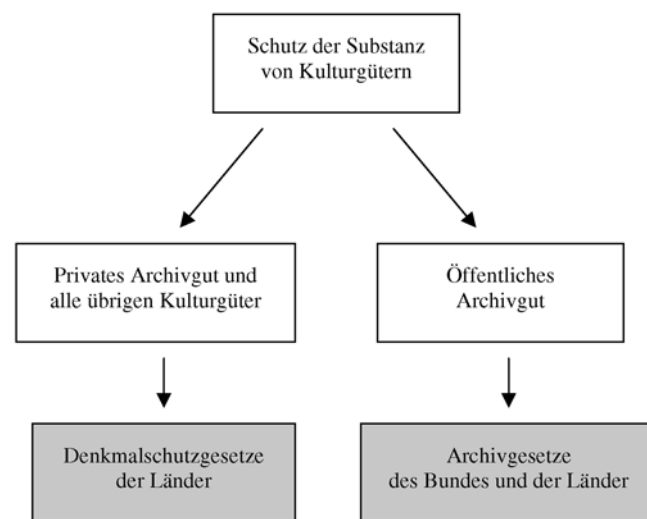 Schutz der Substanz
von Kulturgütern
Privates Archivgut und
alle übrigen Kulturgüter
Öffentliches
Archivgut
Denkmalschutzgesetze
der Länder
Archivgesetze
des Bundes und der Länder